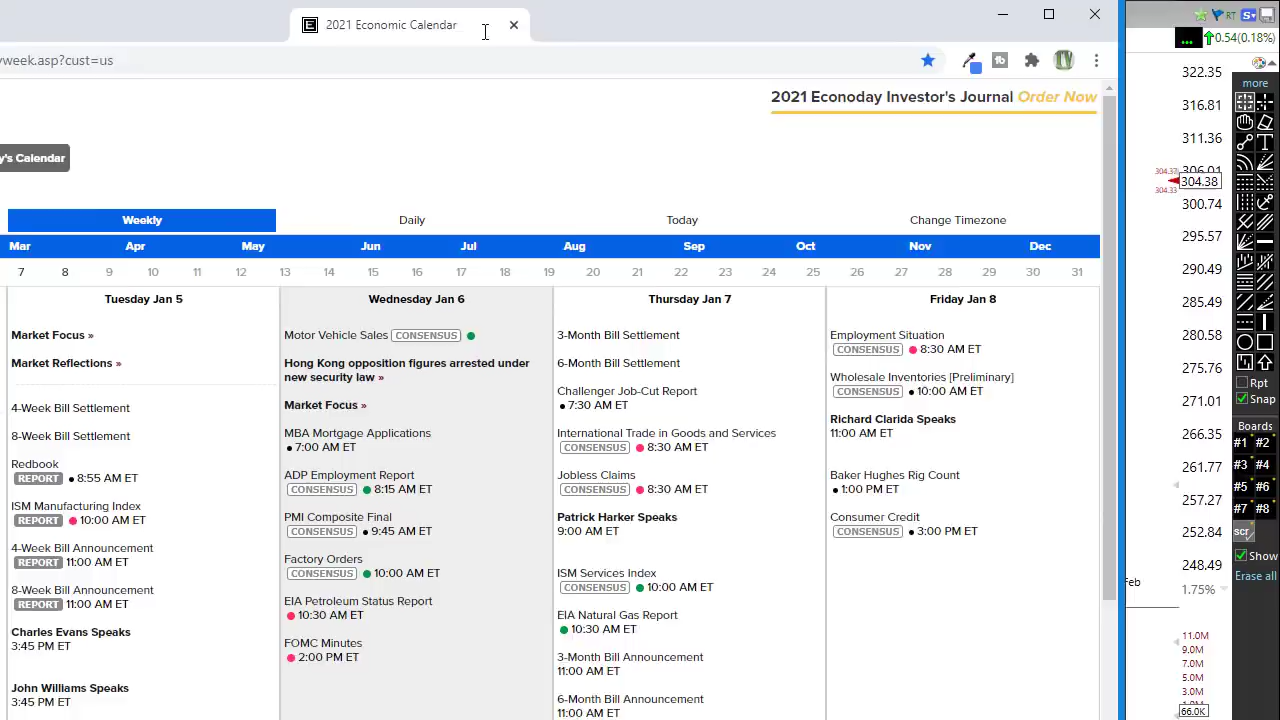 2021 Economic Calendar
RT
S
... 0.54(0.18%)
yweek.asp?cust=us
2021 Econoday Investor's Journal Order Now
y's Calendar
Weekly Daily Today Change Timezone
Mar Apr May Jun Jul Aug Sep Oct Nov Dec
7 8 9 10 11 12 13 14 15 16 17 18 19 20 21 22 23 24 25 26 27 28 29 30 31
Tuesday Jan 5
Market Focus »
Market Reflections »
4-Week Bill Settlement
8-Week Bill Settlement
Redbook
REPORT 8:55 AM ET
ISM Manufacturing Index
REPORT 10:00 AM ET
4-Week Bill Announcement
REPORT 11:00 AM ET
8-Week Bill Announcement
REPORT 11:00 AM ET
Charles Evans Speaks
3:45 PM ET
John Williams Speaks
3:45 PM ET
Wednesday Jan 6
Motor Vehicle Sales CONSENSUS
Hong Kong opposition figures arrested under
new security law »
Market Focus »
MBA Mortgage Applications
7:00 AM ET
ADP Employment Report
CONSENSUS 8:15 AM ET
PMI Composite Final
CONSENSUS 9:45 AM ET
Factory Orders
CONSENSUS 10:00 AM ET
EIA Petroleum Status Report
10:30 AM ET
FOMC Minutes
2:00 PM ET
Thursday Jan 7
3-Month Bill Settlement
6-Month Bill Settlement
Challenger Job-Cut Report
7:30 AM ET
International Trade in Goods and Services
CONSENSUS 8:30 AM ET
Jobless Claims
CONSENSUS 8:30 AM ET
Patrick Harker Speaks
9:00 AM ET
ISM Services Index
CONSENSUS 10:00 AM ET
EIA Natural Gas Report
10:30 AM ET
3-Month Bill Announcement
11:00 AM ET
6-Month Bill Announcement
11:00 AM ET
Friday Jan 8
Employment Situation
CONSENSUS 8:30 AM ET
Wholesale Inventories [Preliminary]
CONSENSUS 10:00 AM ET
Richard Clarida Speaks
11:00 AM ET
Baker Hughes Rig Count
1:00 PM ET
Consumer Credit
CONSENSUS 3:00 PM ET
322.35
316.81
311.36
306.01
304.37
304.38
304.33
300.74
295.57
290.49
285.49
280.58
275.76
271.01
266.35
261.77
257.27
252.84
248.49
Feb
1.75%
11.0M
9.0M
7.0M
5.0M
3.0M
66.0K
more
T
Rpt
Snap
Boards
#1 #2
#3 #4
#5 #6
#7 #8
scr
Show
Erase all